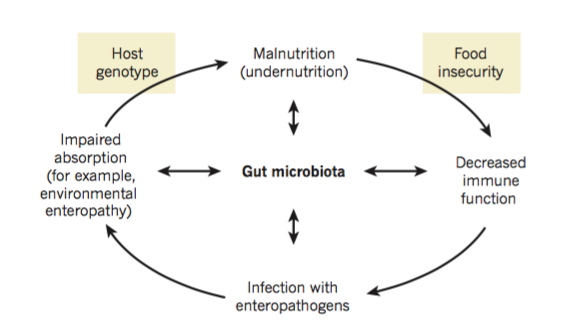 Host
genotype
Malnutrition
(undernutrition)
Food
insecurity
Impaired
absorption
(for example,
environmental
enteropathy)
Gut microbiota
Decreased
immune
function
Infection with
enteropathogens